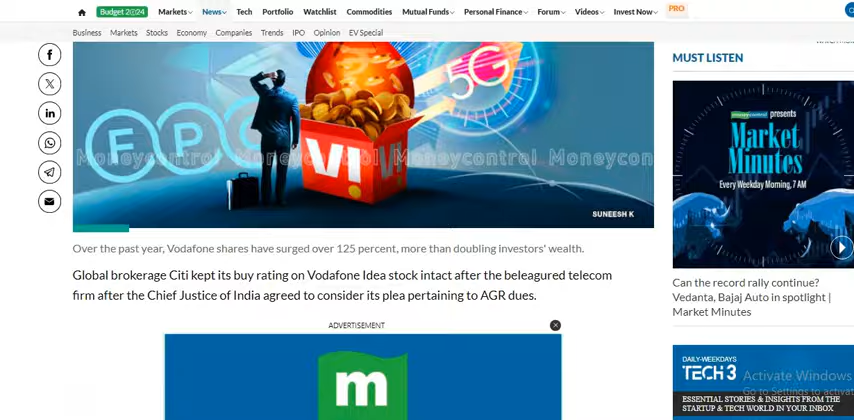 Budget 2024
Markets
News
Tech
Portfolio
Watchlist
Commodities
Mutual Funds
Personal Finance
Forum
Videos
Invest Now
PRO
Business
Markets
Stocks
Economy
Companies
Trends
IPO
Opinion
EV Special
FPO
5G
VI!
Moneycontrol Moneycontrol Moneycon
SUNEESH K
Over the past year, Vodafone shares have surged over 125 percent, more than doubling investors' wealth.
Global brokerage Citi kept its buy rating on Vodafone Idea stock intact after the beleagured telecom
firm after the Chief Justice of India agreed to consider its plea pertaining to AGR dues.
ADVERTISEMENT
m
MUST LISTEN
moneycontrol presents
Market
Minutes
Every Weekday Morning, 7 AM
Can the record rally continue?
Vedanta, Bajaj Auto in spotlight |
Market Minutes
DAILY-WEEKDAYS
TECH 3
Activate Windows
Go to Settings to activat
ESSENTIAL STORIES & INSIGHTS FROM THE
STARTUP & TECH WORLD IN YOUR INBOX